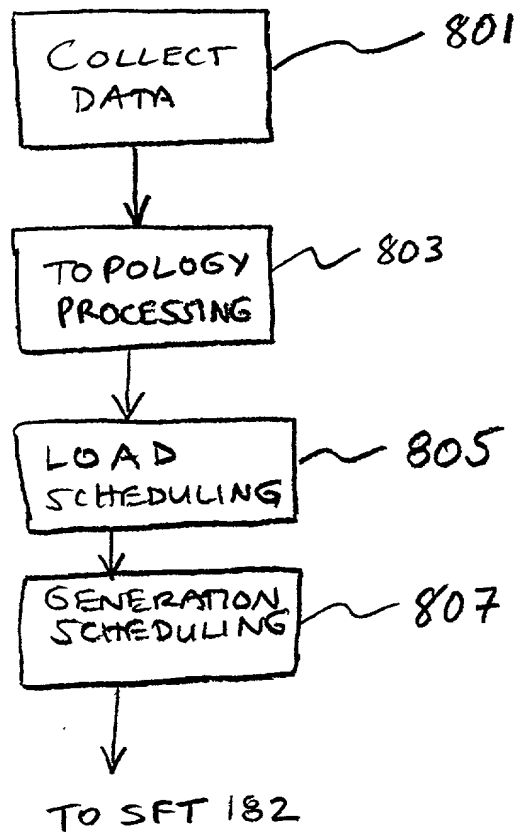 COLLECT
DATA
801
TOPOLOGY
PROCESSING
803
LOAD
SCHEDULING
805
GENERATION
SCHEDULING
807
TO SFT 182